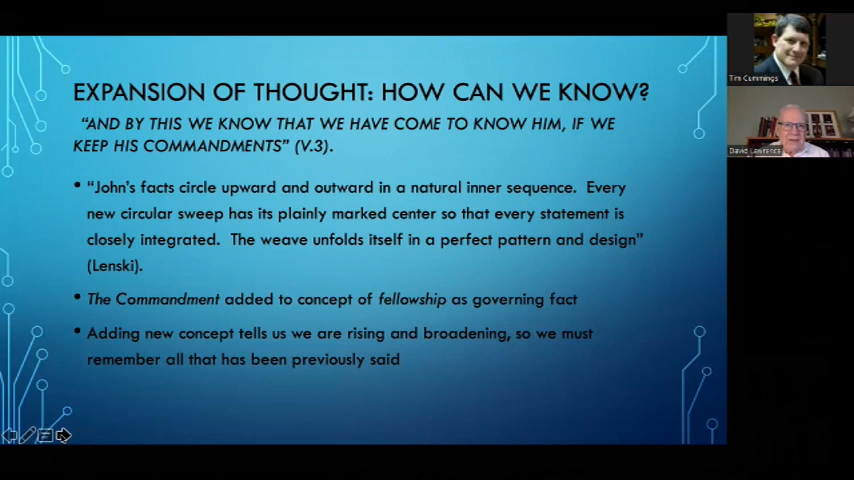 EXPANSION OF THOUGHT: HOW CAN WE KNOW?
"AND BY THIS WE KNOW THAT WE HAVE COME TO KNOW HIM, IF WE
KEEP HIS COMMANDMENTS" (V.3).
• "John's facts circle upward and outward in a natural inner sequence. Every
new circular sweep has its plainly marked center so that every statement is
closely integrated. The weave unfolds itself in a perfect pattern and design"
(Lenski).
• The Commandment added to concept of fellowship as governing fact
• Adding new concept tells us we are rising and broadening, so we must
remember all that has been previously said
Tim Cummings
David Lawrence